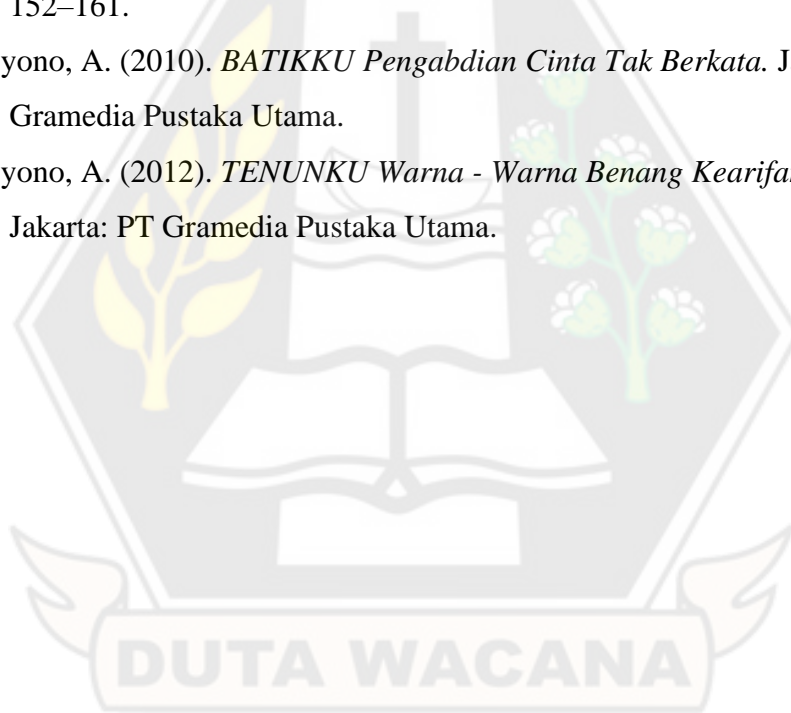 152–161.
yono, A. (2010). BATIKKU Pengabdian Cinta Tak Berkata. J
Gramedia Pustaka Utama.
yono, A. (2012). TENUNKU Warna - Warna Benang Kearifa
Jakarta: PT Gramedia Pustaka Utama.
DUTA WACANA